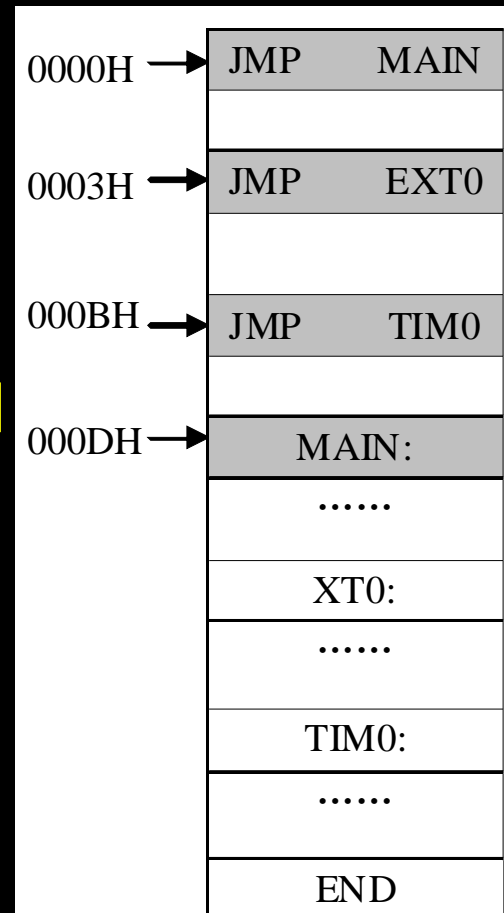 0000H JMP MAIN
0003H JMP EXT0
000BH JMP TIM0
000DH MAIN:
······
XT0:
······
TIM0:
······
END